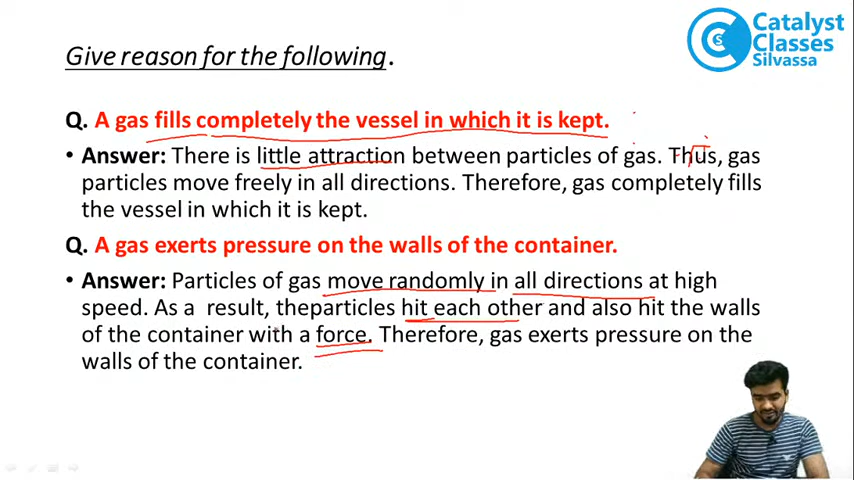 Catalyst
Classes
Silvassa
Give reason for the following.
Q. A gas fills completely the vessel in which it is kept.
• Answer: There is little attraction between particles of gas. Thus, gas
particles move freely in all directions. Therefore, gas completely fills
the vessel in which it is kept.
Q. A gas exerts pressure on the walls of the container.
• Answer: Particles of gas move randomly in all directions at high
speed. As a result, theparticles hit each other and also hit the walls
of the container with a force. Therefore, gas exerts pressure on the
walls of the container.